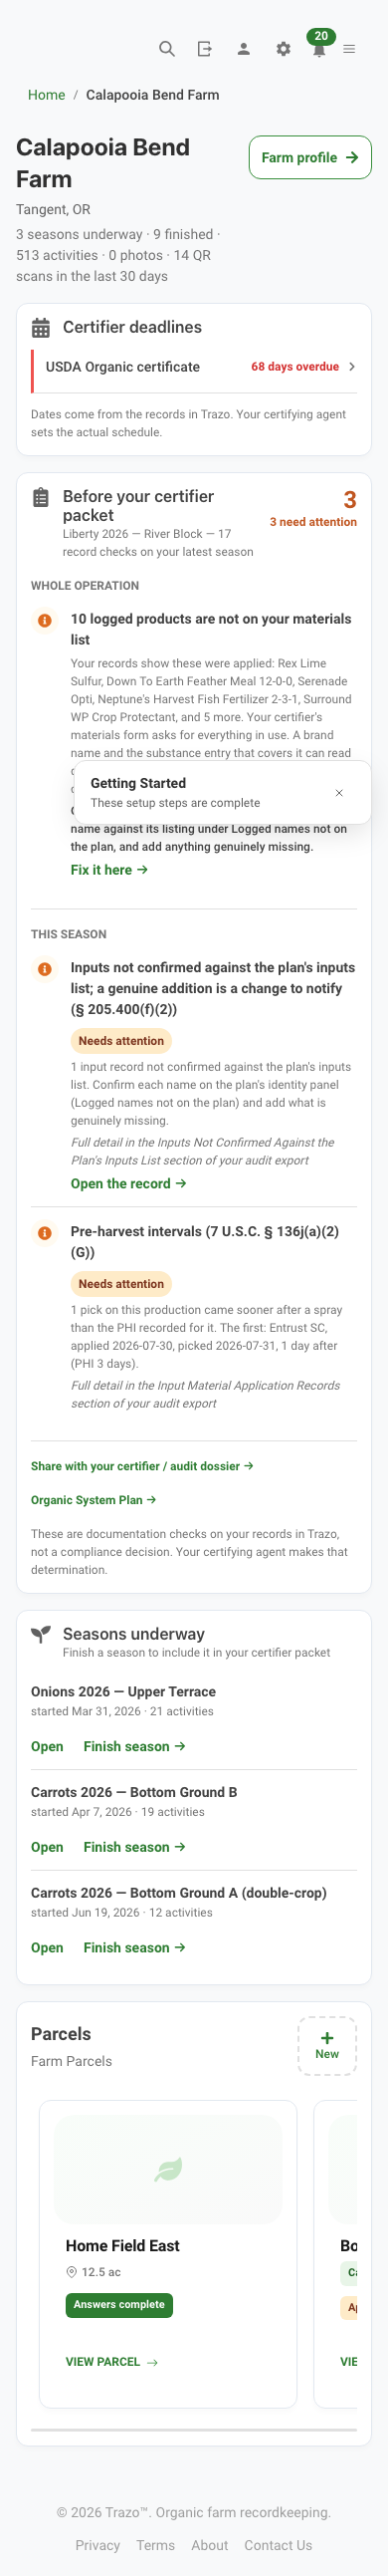 20
Home / Calapooia Bend Farm
Calapooia Bend
Farm
Farm profile →
Tangent, OR
3 seasons underway · 9 finished ·
513 activities · 0 photos · 14 QR
scans in the last 30 days
Certifier deadlines
USDA Organic certificate 68 days overdue
Dates come from the records in Trazo. Your certifying agent
sets the actual schedule.
Before your certifier
packet
3
3 need attention
Liberty 2026 — River Block — 17
record checks on your latest season
WHOLE OPERATION
10 logged products are not on your materials
list
Your records show these were applied: Rex Lime
Sulfur, Down To Earth Feather Meal 12-0-0, Serenade
Opti, Neptune's Harvest Fish Fertilizer 2-3-1, Surround
WP Crop Protectant, and 5 more. Your certifier's
materials form asks for everything in use. A brand
name and the substance entry that covers it can read
Getting Started
These setup steps are complete
name against its listing under Logged names not on
the plan, and add anything genuinely missing.
Fix it here →
THIS SEASON
Inputs not confirmed against the plan's inputs
list; a genuine addition is a change to notify
(§ 205.400(f)(2))
Needs attention
1 input record not confirmed against the plan's inputs
list. Confirm each name on the plan's identity panel
(Logged names not on the plan) and add what is
genuinely missing.
Full detail in the Inputs Not Confirmed Against the
Plan's Inputs List section of your audit export
Open the record →
Pre-harvest intervals (7 U.S.C. § 136j(a)(2)
(G))
Needs attention
1 pick on this production came sooner after a spray
than the PHI recorded for it. The first: Entrust SC,
applied 2026-07-30, picked 2026-07-31, 1 day after
(PHI 3 days).
Full detail in the Input Material Application Records
section of your audit export
Share with your certifier / audit dossier →
Organic System Plan →
These are documentation checks on your records in Trazo,
not a compliance decision. Your certifying agent makes that
determination.
Seasons underway
Finish a season to include it in your certifier packet
Onions 2026 — Upper Terrace
started Mar 31, 2026 · 21 activities
Open Finish season →
Carrots 2026 — Bottom Ground B
started Apr 7, 2026 · 19 activities
Open Finish season →
Carrots 2026 — Bottom Ground A (double-crop)
started Jun 19, 2026 · 12 activities
Open Finish season →
Parcels
Farm Parcels
New
Home Field East
12.5 ac
Answers complete
VIEW PARCEL →
Bo
© 2026 Trazo™. Organic farm recordkeeping.
Privacy Terms About Contact Us